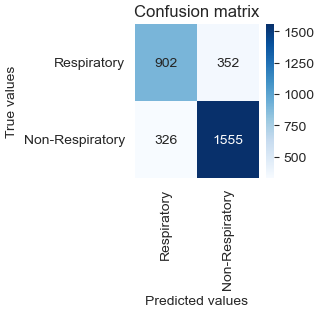 Confusion matrix
True values
Respiratory
902
352
Non-Respiratory
326
1555
1500
1250
1000
750
500
Respiratory
Non-Respiratory
Predicted values